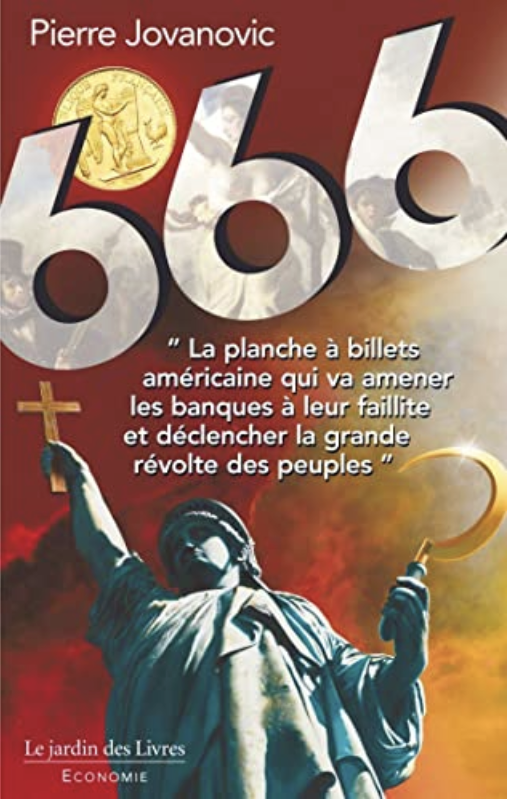 Pierre Jovanovic
666
" La planche à billets
américaine qui va amener
les banques à leur faillite
et déclencher la grande
révolte des peuples "
Le jardin des Livres
ECONOMIE